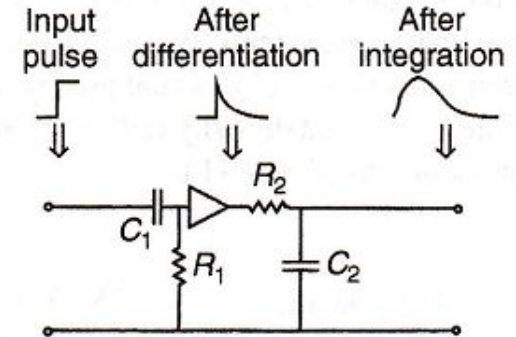 Input
pulse
After
differentiation
After
integration
C₁
R₁
R₂
C₂